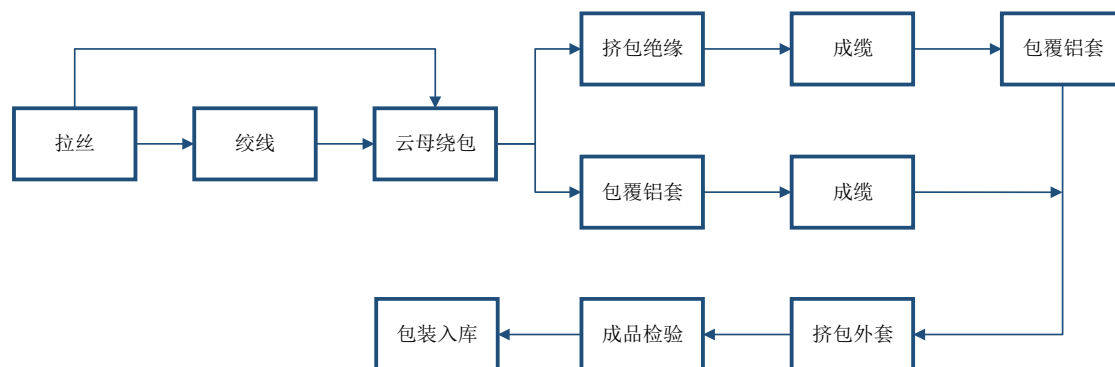 挤包绝缘
成缆
包覆铝套
拉丝
绞线
云母绕包
包覆铝套
成缆
包装入库
成品检验
挤包外套